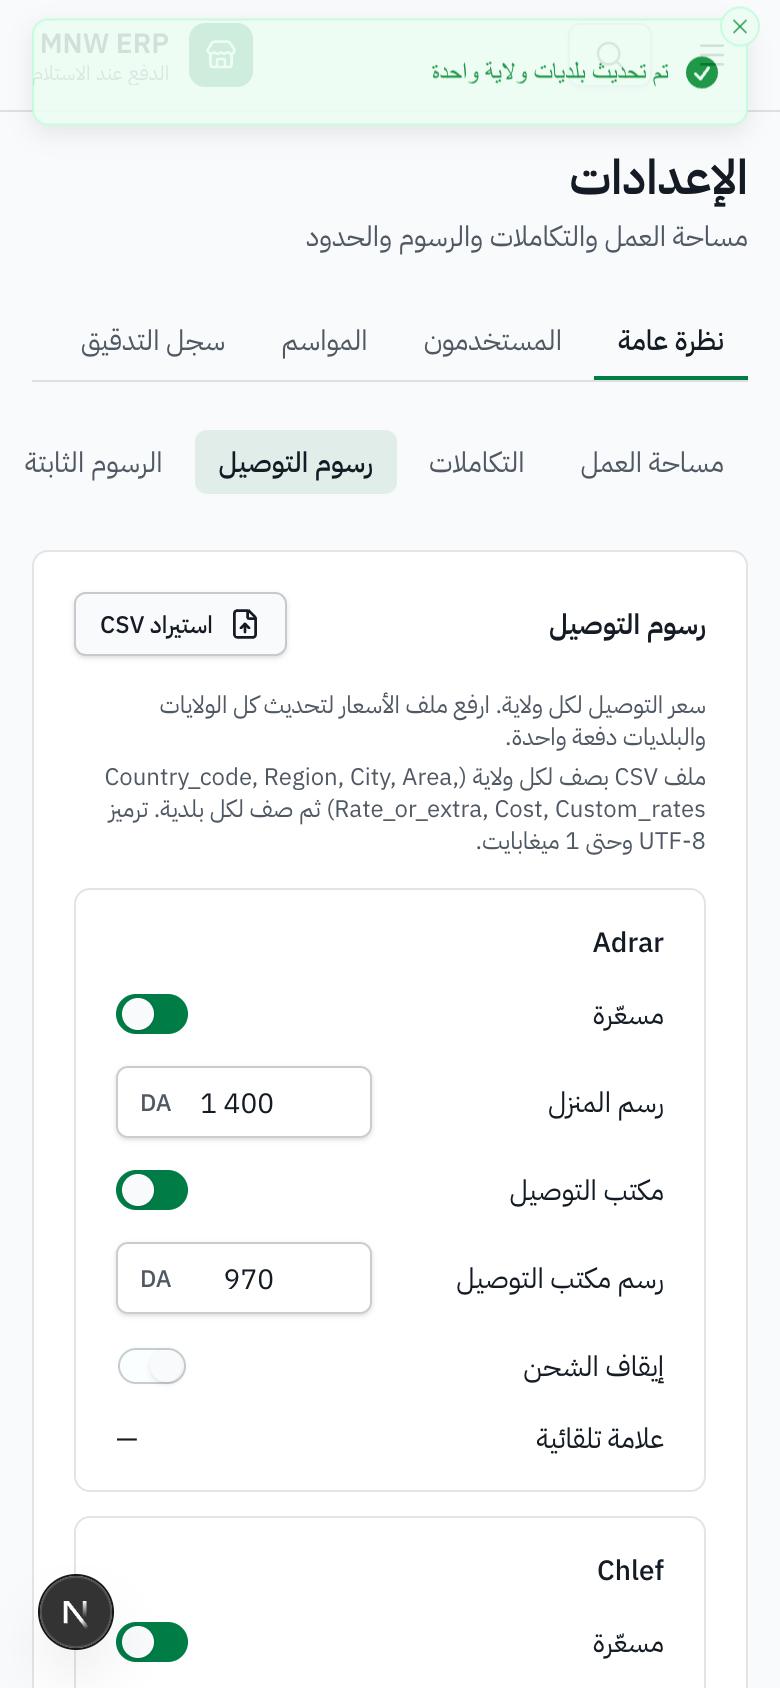 MNW ERP
الدفع عند الاستلام
تم تحديث بلديات ولاية واحدة
الإعدادات
مساحة العمل والتكاملات والرسوم والحدود
نظرة عامة
المستخدمون
المواسم
سجل التدقيق
مساحة العمل
التكاملات
رسوم التوصيل
الرسوم الثابتة
رسوم التوصيل
استيراد CSV
سعر التوصيل لكل ولاية. ارفع ملف الأسعار لتحديث كل الولايات
والبلديات دفعة واحدة.
ملف CSV بصف لكل ولاية (Country_code, Region, City, Area,
Rate_or_extra, Cost, Custom_rates) ثم صف لكل بلدية. ترميز
UTF-8 وحتى 1 ميغابايت.
Adrar
مسعّرة
رسم المنزل
1 400 DA
مكتب التوصيل
رسم مكتب التوصيل
970 DA
إيقاف الشحن
علامة تلقائية
—
Chlef
مسعّرة
N